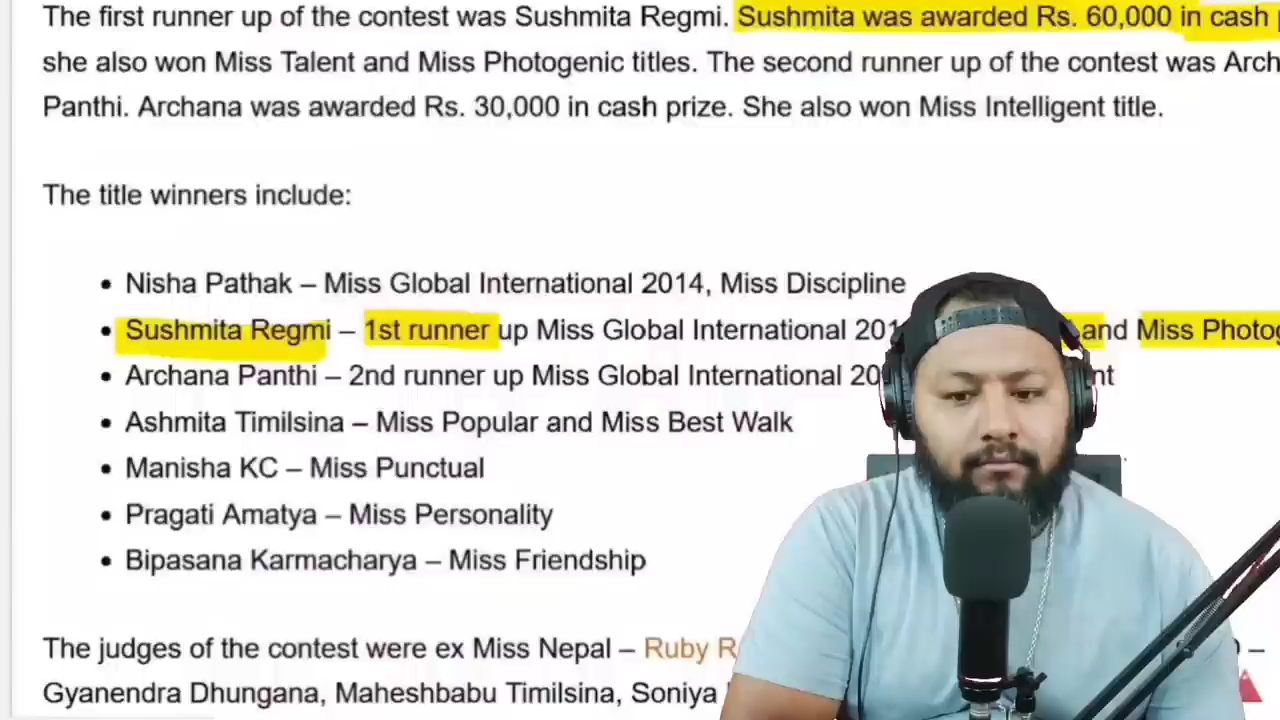 The first runner up of the contest was Sushmita Regmi. Sushmita was awarded Rs. 60,000 in cash
she also won Miss Talent and Miss Photogenic titles. The second runner up of the contest was
Panthi. Archana was awarded Rs. 30,000 in cash prize. She also won Miss Intelligent title.
The title winners include:
• Nisha Pathak – Miss Global International 2014, Miss Discipline
• Sushmita Regmi – 1st runner up Miss Global International and Miss
• Archana Panthi – 2nd runner up Miss Global International
• Ashmita Timilsina – Miss Popular and Miss Best Walk
• Manisha KC – Miss Punctual
• Pragati Amatya – Miss Personality
• Bipasana Karmacharya – Miss Friendship
The judges of the contest were ex Miss Nepal – Ruby –
Gyanendra Dhungana, Maheshbabu Timilsina, Soniya